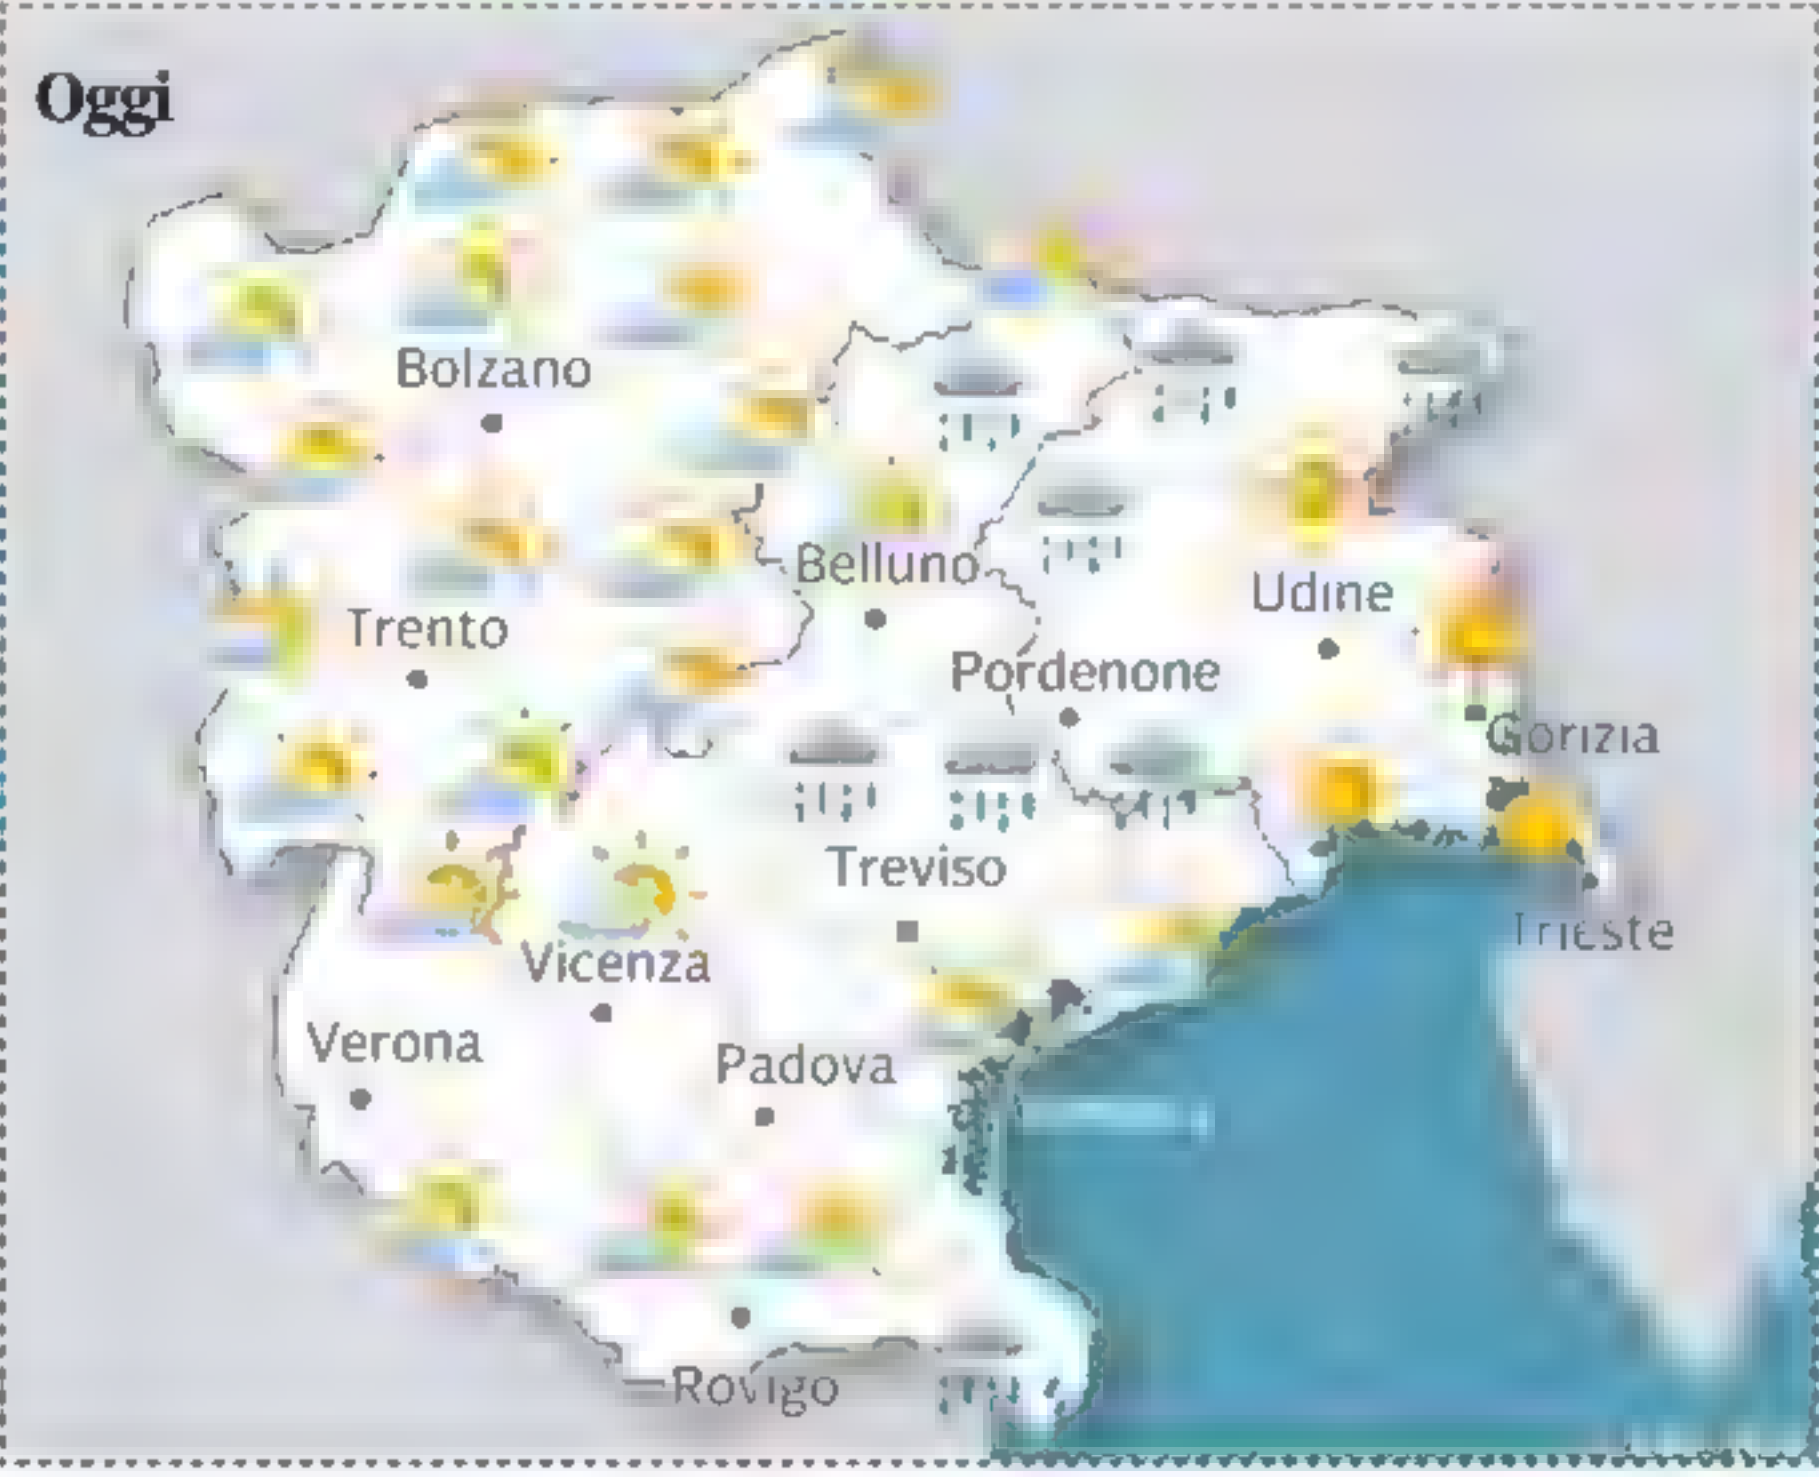 Oggi
Bolzano
Belluno
Udine
Trento
Pordenone
Gorizia
Treviso
Trieste
Vicenza
Verona
Padova
Rovigo